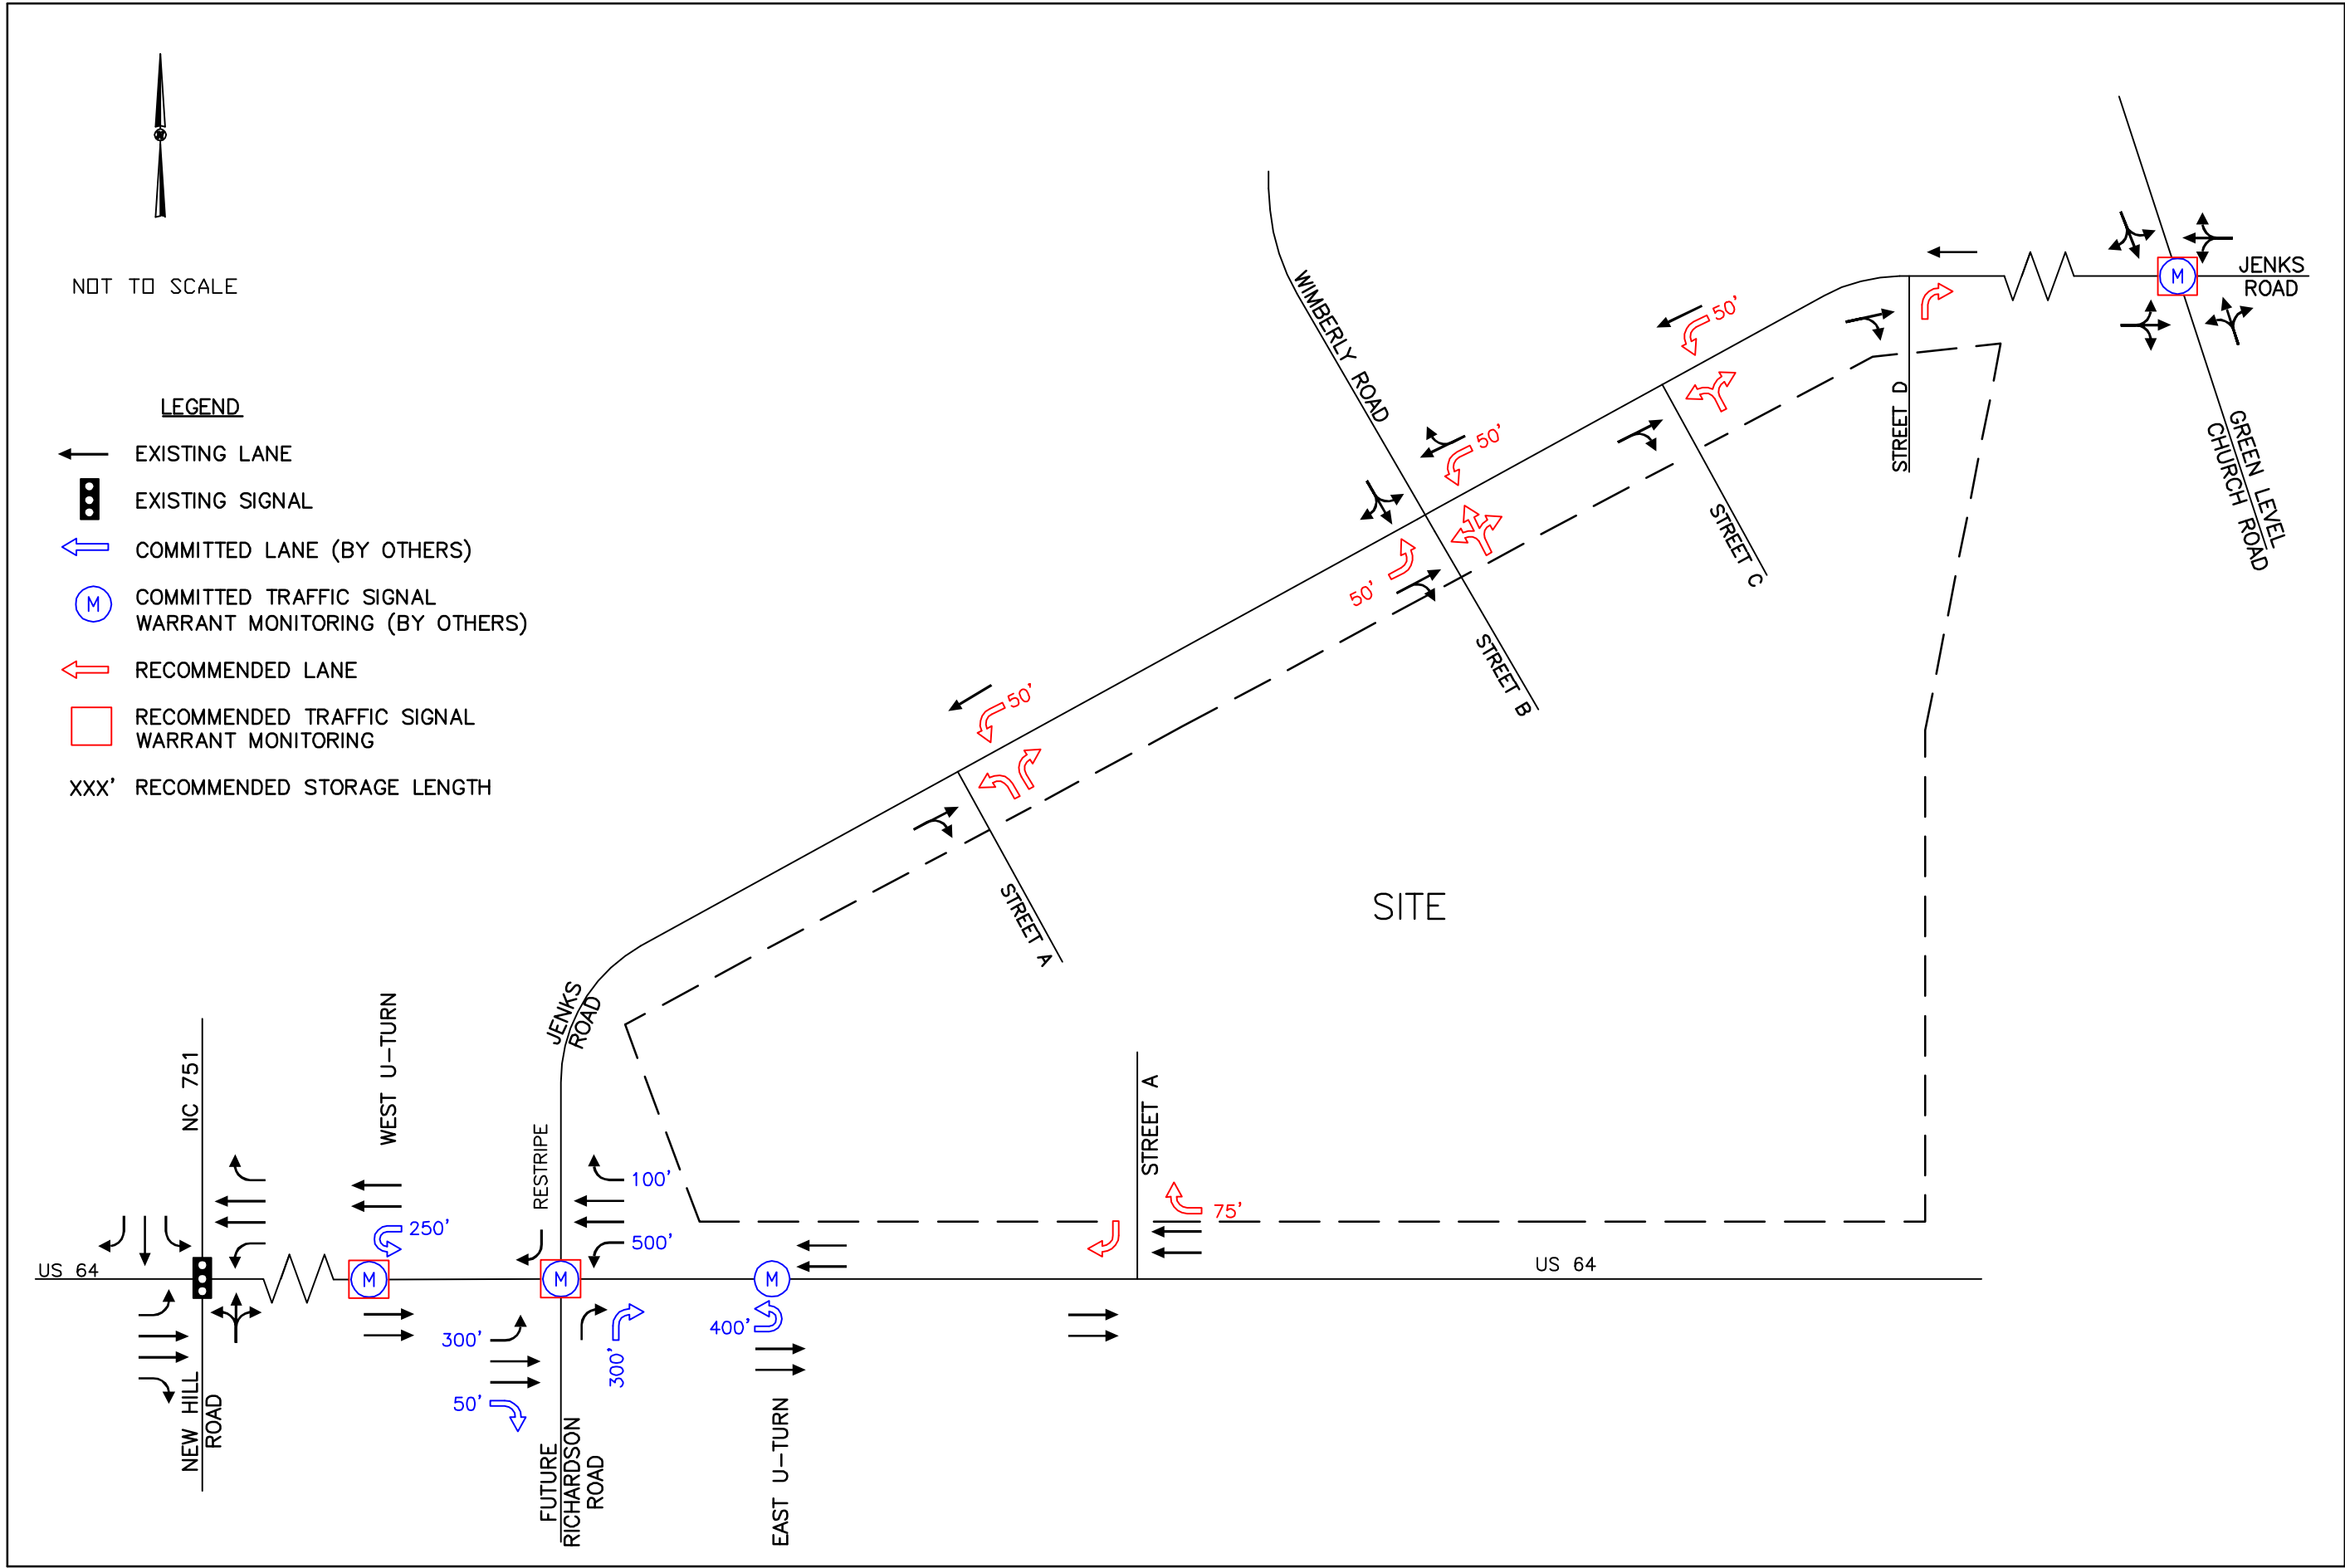 NOT TO SCALE
LEGEND
EXISTING LANE
EXISTING SIGNAL
COMMITTED LANE (BY OTHERS)
M
COMMITTED TRAFFIC SIGNAL
WARRANT MONITORING (BY OTHERS)
RECOMMENDED LANE
RECOMMENDED TRAFFIC SIGNAL
WARRANT MONITORING
XXX' RECOMMENDED STORAGE LENGTH
WIMBERLY ROAD
50'
50'
50'
50'
STREET A
STREET B
STREET C
STREET D
M
JENKS
ROAD
GREEN LEVEL
CHURCH ROAD
SITE
JENKS
ROAD
NC 751
WEST U-TURN
RESTRIPE
STREET A
100'
500'
250'
75'
US 64
M
M
M
US 64
300'
50'
300'
400'
NEW HILL
ROAD
FUTURE
RICHARDSON
ROAD
EAST U-TURN